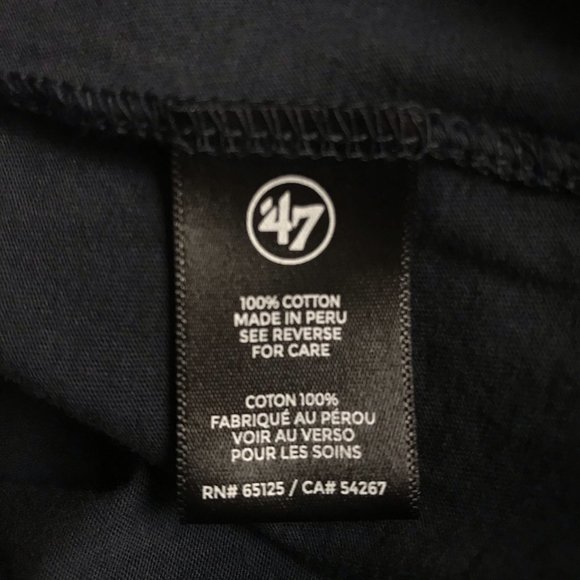 '47
100% COTTON
MADE IN PERU
SEE REVERSE
FOR CARE
COTON 100%
FABRIQUÉ AU PÉROU
VOIR AU VERSO
POUR LES SOINS
RN# 65125 / CA# 54267